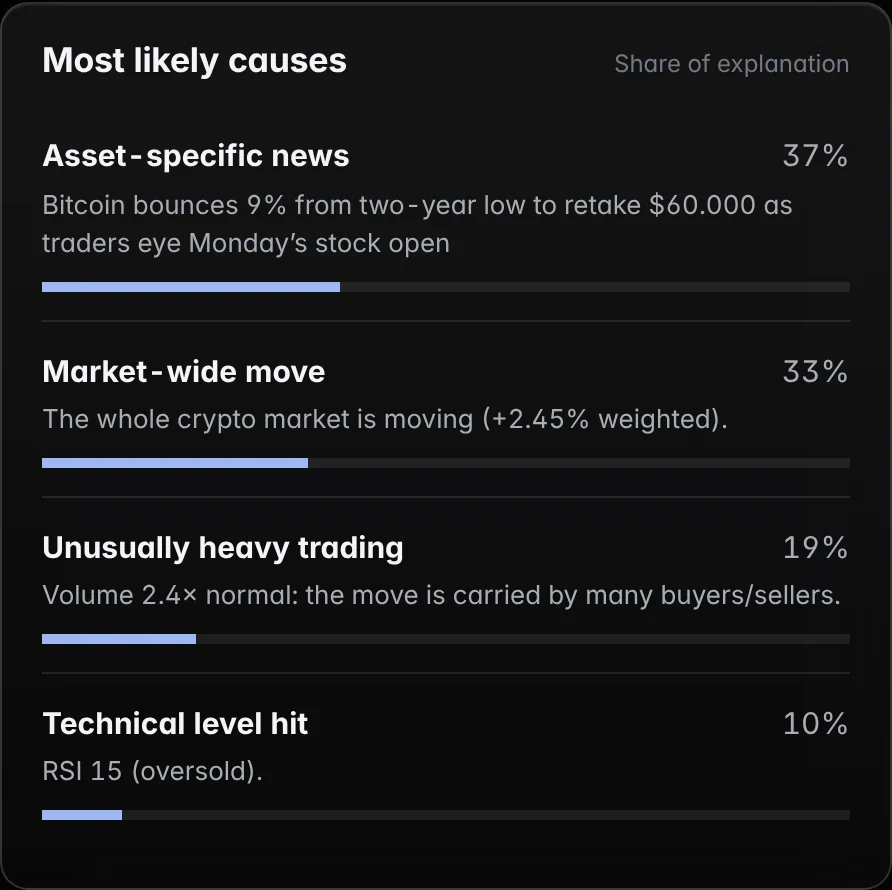 Most likely causes
Share of explanation
Asset-specific news
37%
Bitcoin bounces 9% from two-year low to retake $60.000 as
traders eye Monday’s stock open
Market-wide move
33%
The whole crypto market is moving (+2.45% weighted).
Unusually heavy trading
19%
Volume 2.4× normal: the move is carried by many buyers/sellers.
Technical level hit
10%
RSI 15 (oversold).